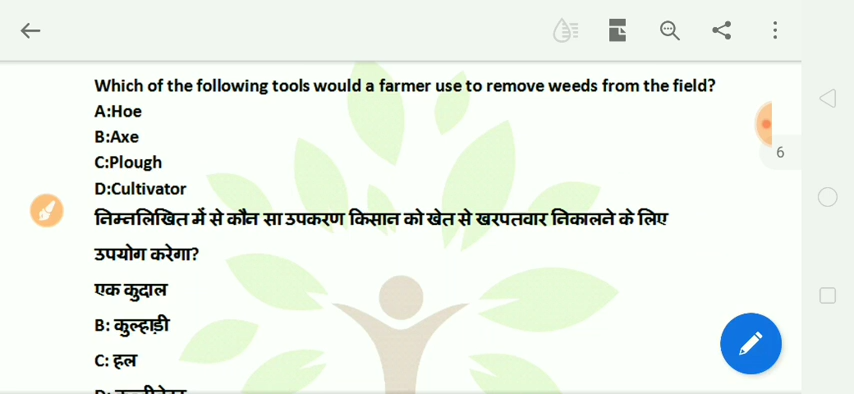 Which of the following tools would a farmer use to remove weeds from the field?
A:Hoe
B:Axe
C:Plough
D:Cultivator
6
निम्नलिखित में से कौन सा उपकरण किसान को खेत से खरपतवार निकालने के लिए
उपयोग करेगा?
एक कुदाल
B: कुल्हाड़ी
C: हल